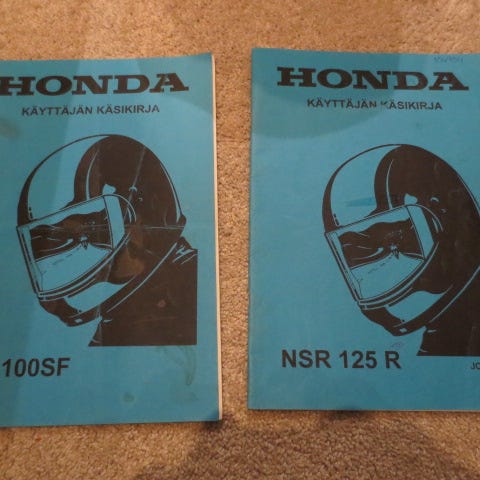 HONDA
KÄYTTÄJÄN KÄSIKIRJA
100SF
HONDA
KÄYTTÄJÄN KÄSIKIRJA
NSR 125 R